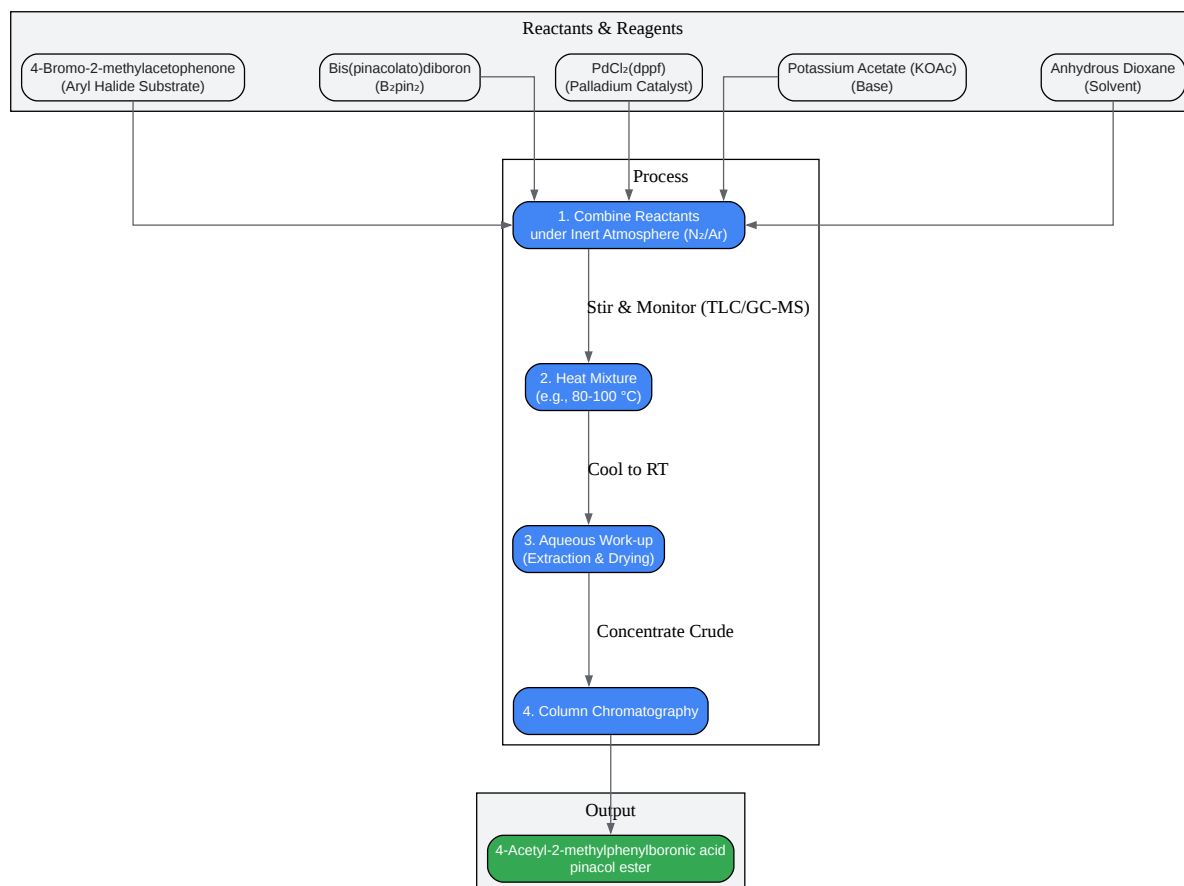 Reactants & Reagents
4-Bromo-2-methylacetophenone
(Aryl Halide Substrate)
Bis(pinacolato)diboron
(B₂pin₂)
PdCl₂(dppf)
(Palladium Catalyst)
Potassium Acetate (KOAc)
(Base)
Anhydrous Dioxane
(Solvent)
Process
1. Combine Reactants
under Inert Atmosphere (N₂/Ar)
Stir & Monitor (TLC/GC-MS)
2. Heat Mixture
(e.g., 80-100 °C)
Cool to RT
3. Aqueous Work-up
(Extraction & Drying)
Concentrate Crude
4. Column Chromatography
Output
4-Acetyl-2-methylphenylboronic acid
pinacol ester